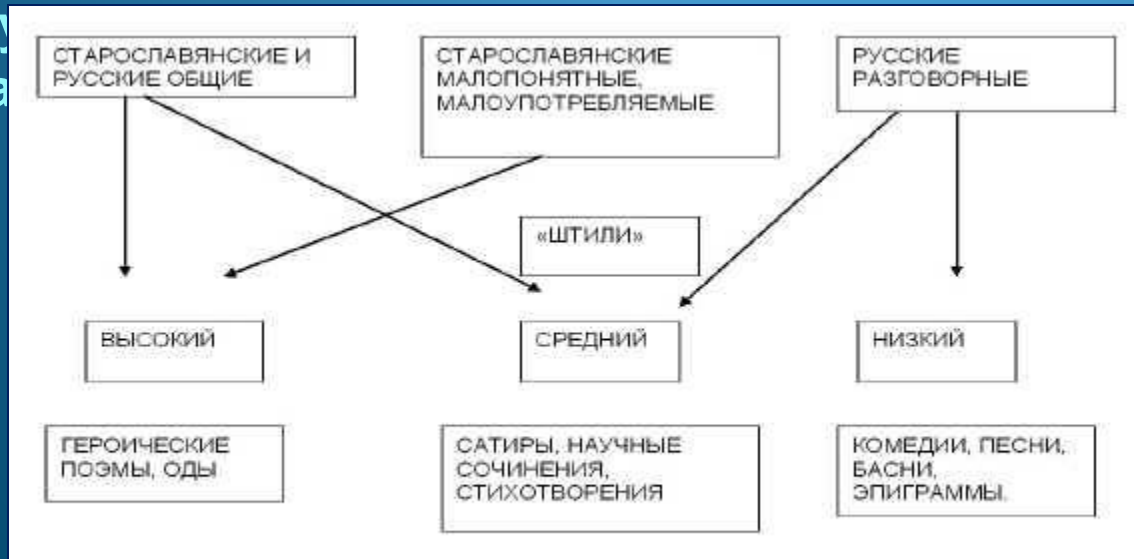 СТАРОСЛАВЯНСКИЕ И
РУССКИЕ ОБЩИЕ
СТАРОСЛАВЯНСКИЕ
МАЛОПОНЯТНЫЕ,
МАЛОУПОТРЕБЛЯЕМЫЕ
РУССКИЕ
РАЗГОВОРНЫЕ
«ШТИЛИ»
ВЫСОКИЙ
СРЕДНИЙ
НИЗКИЙ
ГЕРОИЧЕСКИЕ
ПОЭМЫ, ОДЫ
САТИРЫ, НАУЧНЫЕ
СОЧИНЕНИЯ,
СТИХОТВОРЕНИЯ
КОМЕДИИ, ПЕСНИ,
БАСНИ,
ЭПИГРАММЫ.